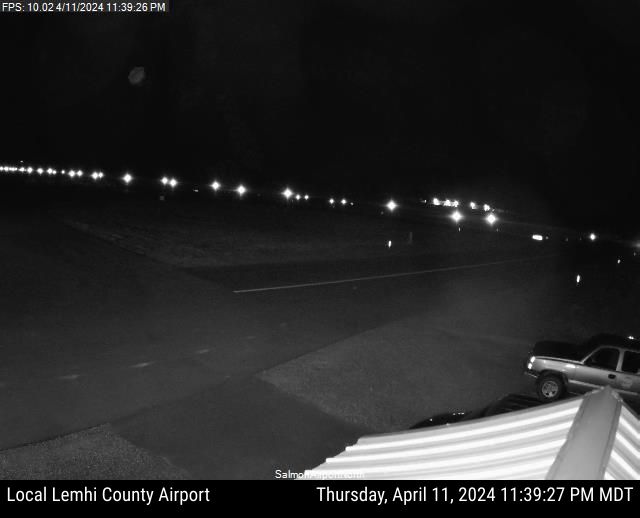 FPS: 10.02 4/11/2024 11:39:26 PM
SalmonAirportNorth
Local Lemhi County Airport
Thursday, April 11, 2024 11:39:27 PM MDT